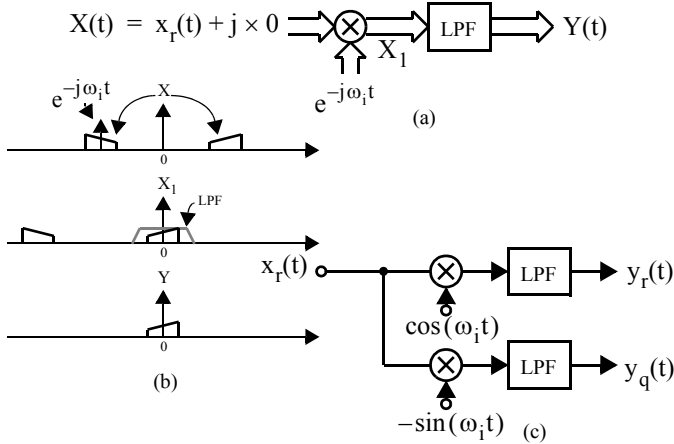 X(t) = x_r(t) + j × 0
X_1
LPF
Y(t)
e^{-jω_i t}
(a)
e^{-jω_i t}
X
0
X_1
LPF
0
Y
0
(b)
x_r(t)
LPF
y_r(t)
cos(ω_i t)
LPF
y_q(t)
-sin(ω_i t)
(c)